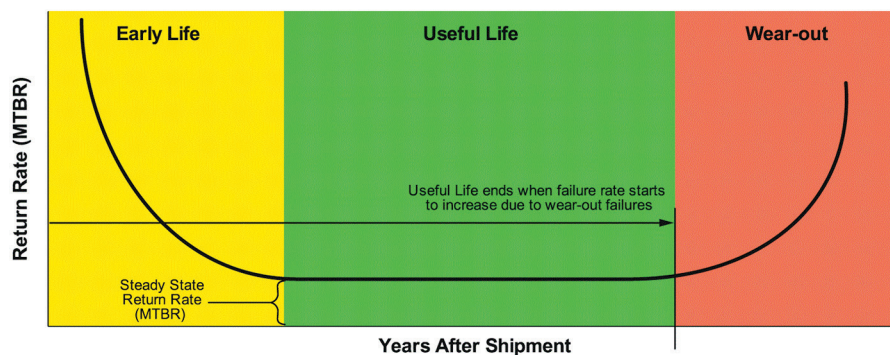 Early Life
Useful Life
Wear-out
Return Rate (MTBR)
Useful Life ends when failure rate starts
to increase due to wear-out failures
Steady State
Return Rate
(MTBR)
Years After Shipment